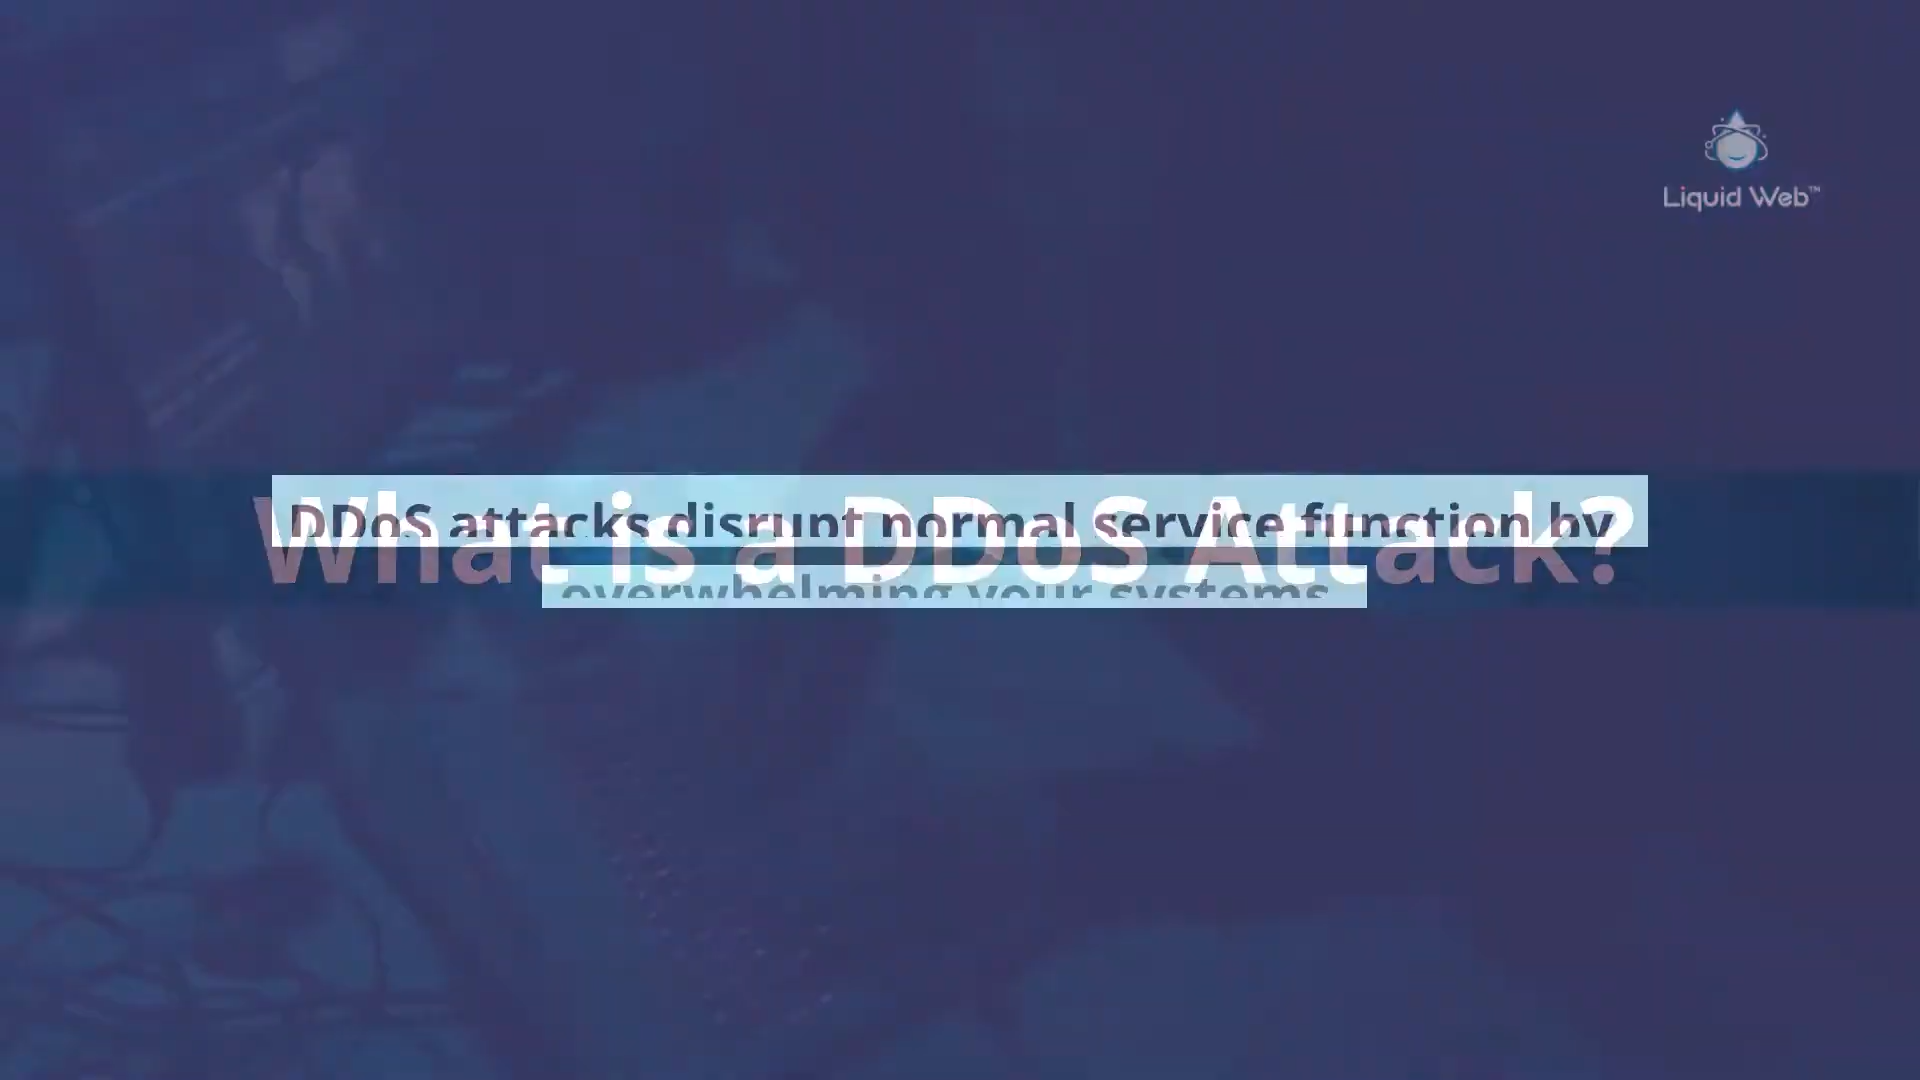 Liquid Web™
What is a DDoS Attack?
DDoS attacks disrupt normal service function by
overwhelming your systems